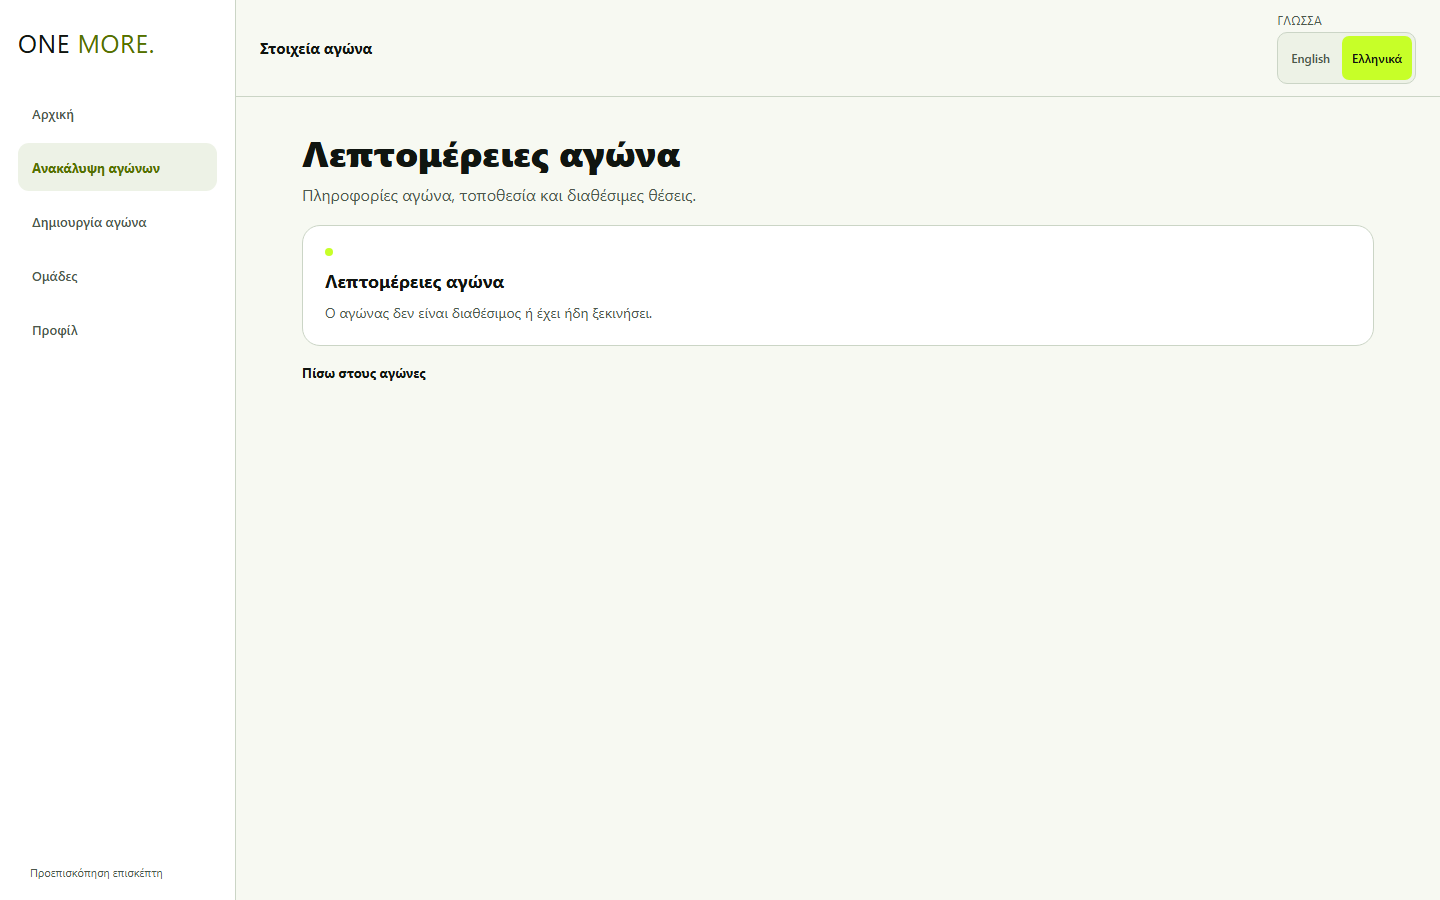 ONE MORE.
Αρχική
Ανακάλυψη αγώνων
Δημιουργία αγώνα
Ομάδες
Προφίλ
Προεπισκόπηση επισκέπτη
Στοιχεία αγώνα
ΓΛΩΣΣΑ
English Ελληνικά
Λεπτομέρειες αγώνα
Πληροφορίες αγώνα, τοποθεσία και διαθέσιμες θέσεις.
Λεπτομέρειες αγώνα
Ο αγώνας δεν είναι διαθέσιμος ή έχει ήδη ξεκινήσει.
Πίσω στους αγώνες